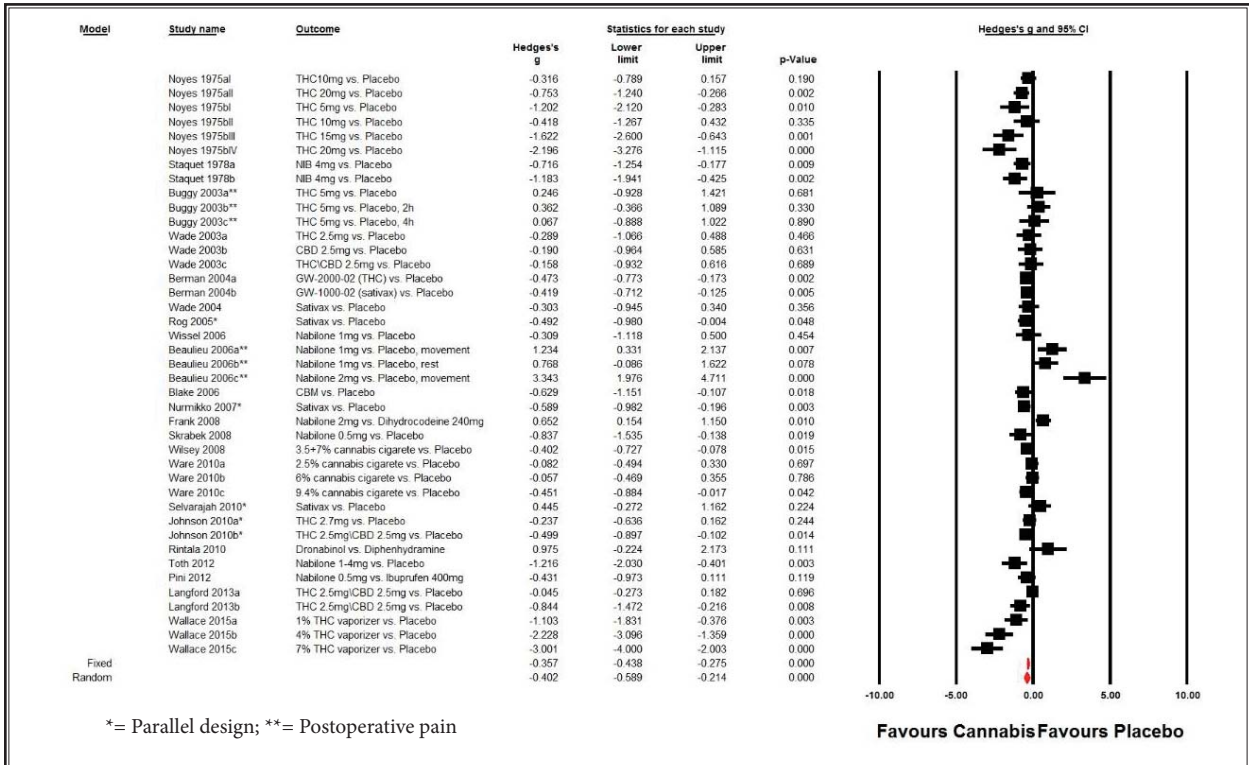 Model Study name Outcome Statistics for each study Hedges's g and 95% CI
Hedges's g Lower limit Upper limit p-Value
Noyes 1975aI THC10mg vs. Placebo -0.316 -0.789 0.157 0.190
Noyes 1975aII THC 20mg vs. Placebo -0.753 -1.240 -0.266 0.002
Noyes 1975bI THC 5mg vs. Placebo -1.202 -2.120 -0.283 0.010
Noyes 1975bII THC 10mg vs. Placebo -0.418 -1.267 0.432 0.335
Noyes 1975bIII THC 15mg vs. Placebo -1.622 -2.600 -0.643 0.001
Noyes 1975bIV THC 20mg vs. Placebo -2.196 -3.276 -1.115 0.000
Staquet 1978a NIB 4mg vs. Placebo -0.716 -1.254 -0.177 0.009
Staquet 1978b NIB 4mg vs. Placebo -1.183 -1.941 -0.425 0.002
Buggy 2003a** THC 5mg vs. Placebo 0.246 -0.928 1.421 0.681
Buggy 2003b** THC 5mg vs. Placebo, 2h 0.362 -0.366 1.089 0.330
Buggy 2003c** THC 5mg vs. Placebo, 4h 0.067 -0.888 1.022 0.890
Wade 2003a THC 2.5mg vs. Placebo -0.289 -1.066 0.488 0.466
Wade 2003b CBD 2.5mg vs. Placebo -0.190 -0.964 0.585 0.631
Wade 2003c THC\CBD 2.5mg vs. Placebo -0.158 -0.932 0.616 0.689
Berman 2004a GW-2000-02 (THC) vs. Placebo -0.473 -0.773 -0.173 0.002
Berman 2004b GW-1000-02 (sativax) vs. Placebo -0.419 -0.712 -0.125 0.005
Wade 2004 Sativax vs. Placebo -0.303 -0.945 0.340 0.356
Rog 2005* Sativax vs. Placebo -0.492 -0.980 -0.004 0.048
Wissel 2006 Nabilone 1mg vs. Placebo -0.309 -1.118 0.500 0.454
Beaulieu 2006a** Nabilone 1mg vs. Placebo, movement 1.234 0.331 2.137 0.007
Beaulieu 2006b** Nabilone 1mg vs. Placebo, rest 0.768 -0.086 1.622 0.078
Beaulieu 2006c** Nabilone 2mg vs. Placebo, movement 3.343 1.976 4.711 0.000
Blake 2006 CBM vs. Placebo -0.629 -1.151 -0.107 0.018
Nurmikko 2007* Sativax vs. Placebo -0.589 -0.982 -0.196 0.003
Frank 2008 Nabilone 2mg vs. Dihydrocodeine 240mg 0.652 0.154 1.150 0.010
Skrabek 2008 Nabilone 0.5mg vs. Placebo -0.837 -1.535 -0.138 0.019
Wilsey 2008 3.5+7% cannabis cigarete vs. Placebo -0.402 -0.727 -0.078 0.015
Ware 2010a 2.5% cannabis cigarete vs. Placebo -0.082 -0.494 0.330 0.697
Ware 2010b 6% cannabis cigarete vs. Placebo -0.057 -0.469 0.355 0.786
Ware 2010c 9.4% cannabis cigarete vs. Placebo -0.451 -0.884 -0.017 0.042
Selvarajah 2010* Sativax vs. Placebo 0.445 -0.272 1.162 0.224
Johnson 2010a* THC 2.7mg vs. Placebo -0.237 -0.636 0.162 0.244
Johnson 2010b* THC 2.5mg\CBD 2.5mg vs. Placebo -0.499 -0.897 -0.102 0.014
Rintala 2010 Dronabinol vs. Diphenhydramine 0.975 -0.224 2.173 0.111
Toth 2012 Nabilone 1-4mg vs. Placebo -1.216 -2.030 -0.401 0.003
Pini 2012 Nabilone 0.5mg vs. Ibuprufen 400mg -0.431 -0.973 0.111 0.119
Langford 2013a THC 2.5mg\CBD 2.5mg vs. Placebo -0.045 -0.273 0.182 0.696
Langford 2013b THC 2.5mg\CBD 2.5mg vs. Placebo -0.844 -1.472 -0.216 0.008
Wallace 2015a 1% THC vaporizer vs. Placebo -1.103 -1.831 -0.376 0.003
Wallace 2015b 4% THC vaporizer vs. Placebo -2.228 -3.096 -1.359 0.000
Wallace 2015c 7% THC vaporizer vs. Placebo -3.001 -4.000 -2.003 0.000
Fixed -0.357 -0.438 -0.275 0.000
Random -0.402 -0.589 -0.214 0.000
-10.00 -5.00 0.00 5.00 10.00
Favours Cannabis Favours Placebo
*= Parallel design; **= Postoperative pain